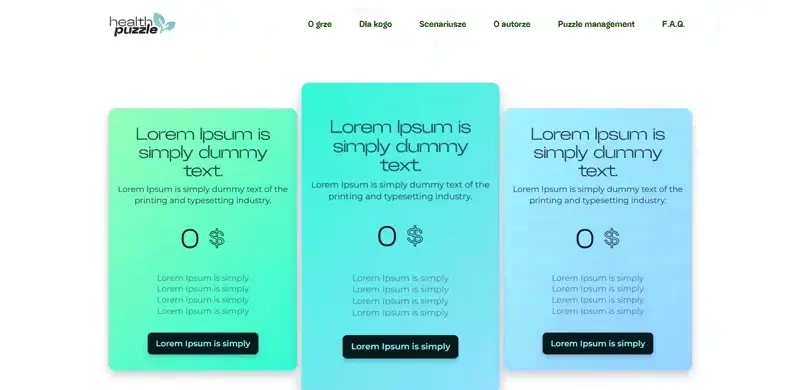 health
puzzle
O grze Dla kogo Scenariusze O autorze Puzzle management F.A.Q.
Lorem Ipsum is
simply dummy
text.
Lorem Ipsum is simply dummy text of the
printing and typesetting industry.
0 $
Lorem Ipsum is simply
Lorem Ipsum is simply
Lorem Ipsum is simply
Lorem Ipsum is simply
Lorem Ipsum is simply
Lorem Ipsum is
simply dummy
text.
Lorem Ipsum is simply dummy text of the
printing and typesetting industry.
0 $
Lorem Ipsum is simply
Lorem Ipsum is simply
Lorem Ipsum is simply
Lorem Ipsum is simply
Lorem Ipsum is simply
Lorem Ipsum is
simply dummy
text.
Lorem Ipsum is simply dummy text of the
printing and typesetting industry.
0 $
Lorem Ipsum is simply
Lorem Ipsum is simply
Lorem Ipsum is simply
Lorem Ipsum is simply
Lorem Ipsum is simply